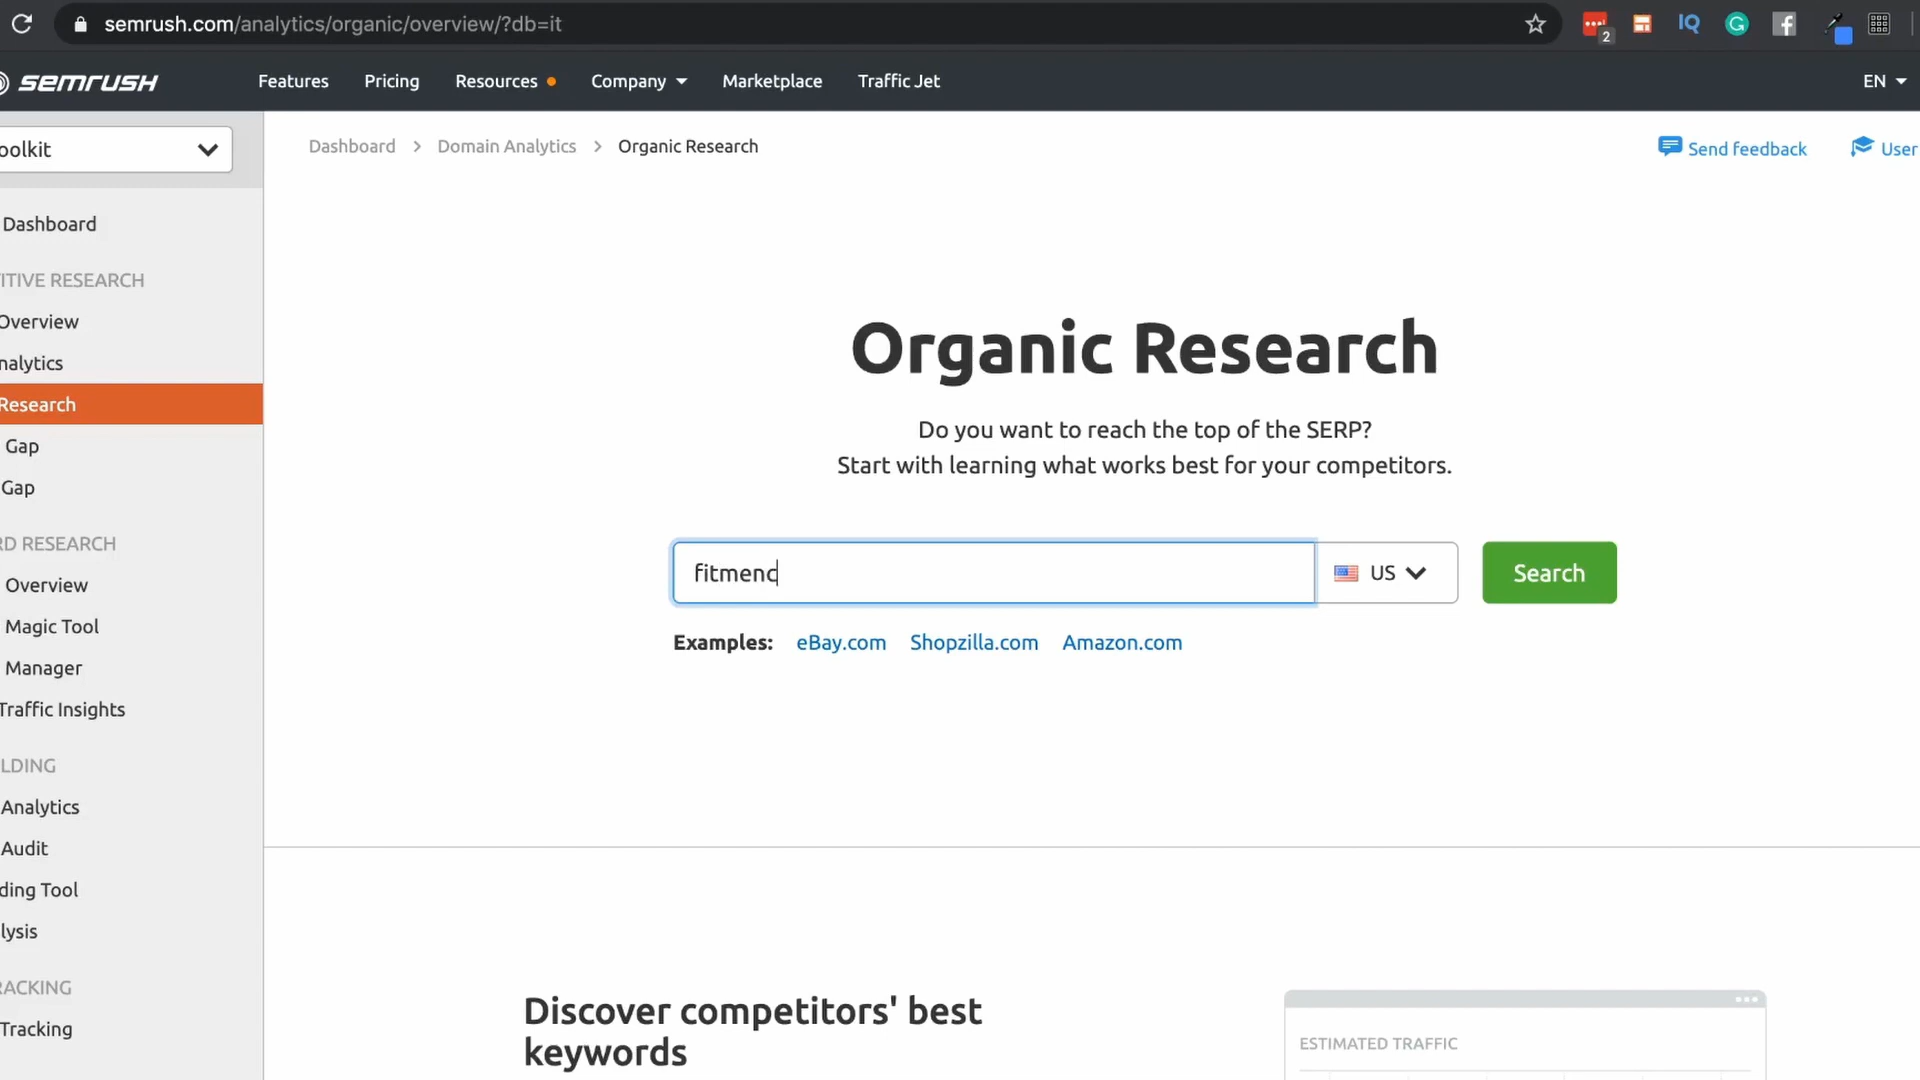 semrush.com/analytics/organic/overview/?db=it
2
SEMRUSH
Features
Pricing
Resources
Company
Marketplace
Traffic Jet
EN
oolkit
Dashboard
Domain Analytics
Organic Research
Send feedback
User
Dashboard
TITIVE RESEARCH
Overview
nalytics
Research
Gap
Gap
RD RESEARCH
Overview
Magic Tool
Manager
Traffic Insights
LDING
Analytics
Audit
ding Tool
lysis
RACKING
Tracking
Organic Research
Do you want to reach the top of the SERP?
Start with learning what works best for your competitors.
fitmenc
US
Search
Examples: eBay.com Shopzilla.com Amazon.com
Discover competitors' best
keywords
ESTIMATED TRAFFIC